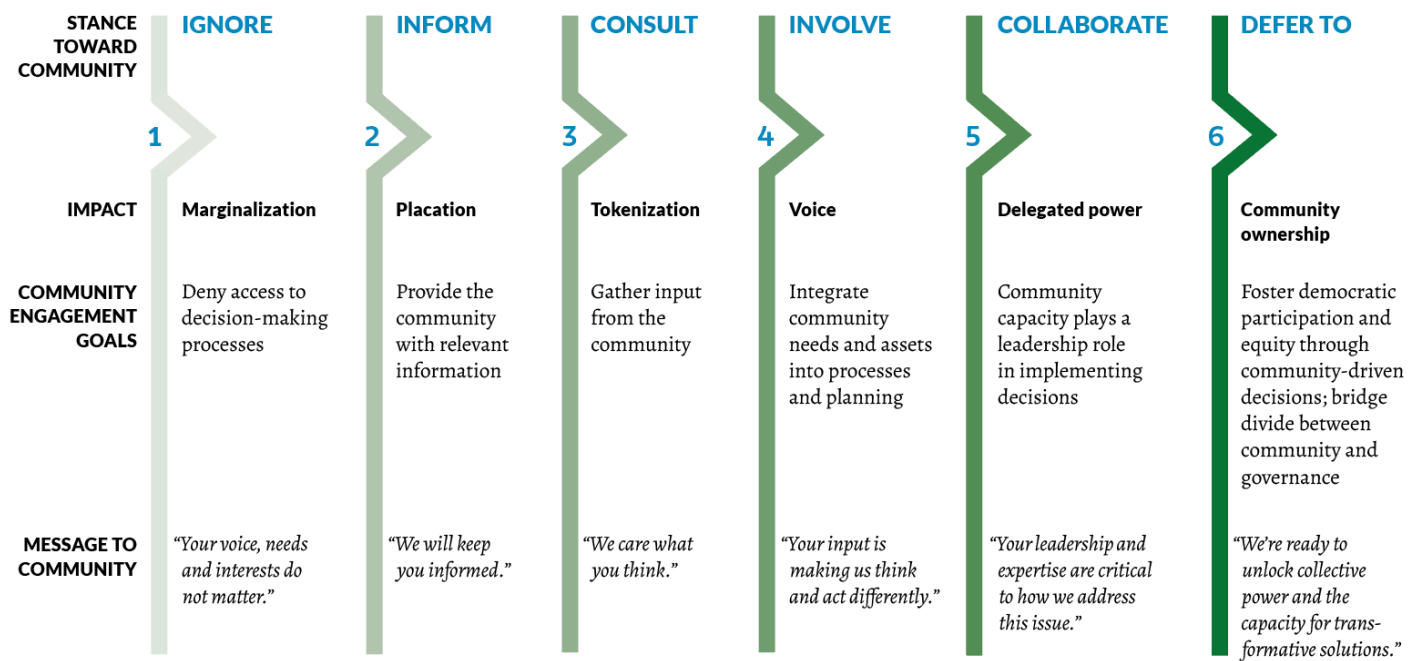 STANCE
TOWARD
COMMUNITY
IGNORE
INFORM
CONSULT
INVOLVE
COLLABORATE
DEFER TO
1
2
3
4
5
6
IMPACT
Marginalization
Placation
Tokenization
Voice
Delegated power
Community
ownership
COMMUNITY
ENGAGEMENT
GOALS
Deny access to
decision-making
processes
Provide the
community
with relevant
information
Gather input
from the
community
Integrate
community
needs and assets
into processes
and planning
Community
capacity plays a
leadership role
in implementing
decisions
Foster democratic
participation and
equity through
community-driven
decisions; bridge
divide between
community and
governance
MESSAGE TO
COMMUNITY
“Your voice, needs
and interests do
not matter.”
“We will keep
you informed.”
“We care what
you think.”
“Your input is
making us think
and act differently.”
“Your leadership and
expertise are critical
to how we address
this issue.”
“We’re ready to
unlock collective
power and the
capacity for trans-
formative solutions.”